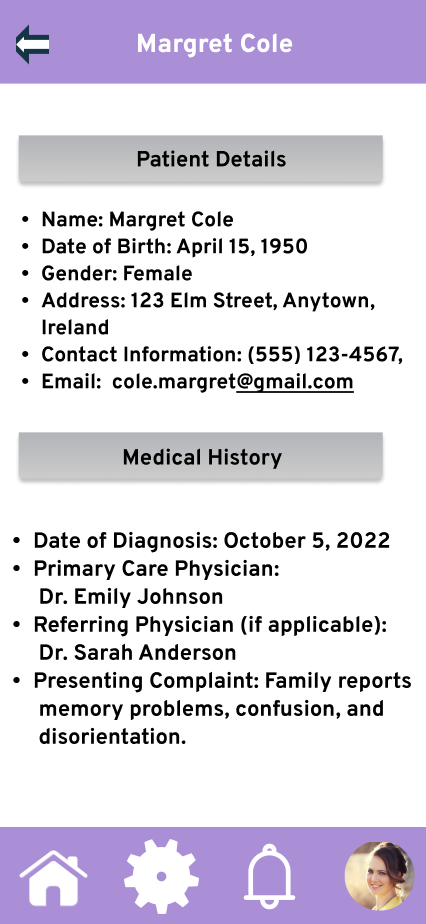 Margret Cole
Patient Details
• Name: Margret Cole
• Date of Birth: April 15, 1950
• Gender: Female
• Address: 123 Elm Street, Anytown,
Ireland
• Contact Information: (555) 123-4567,
• Email:  cole.margret@gmail.com
Medical History
• Date of Diagnosis: October 5, 2022
• Primary Care Physician:
Dr. Emily Johnson
• Referring Physician (if applicable):
Dr. Sarah Anderson
• Presenting Complaint: Family reports
memory problems, confusion, and
disorientation.